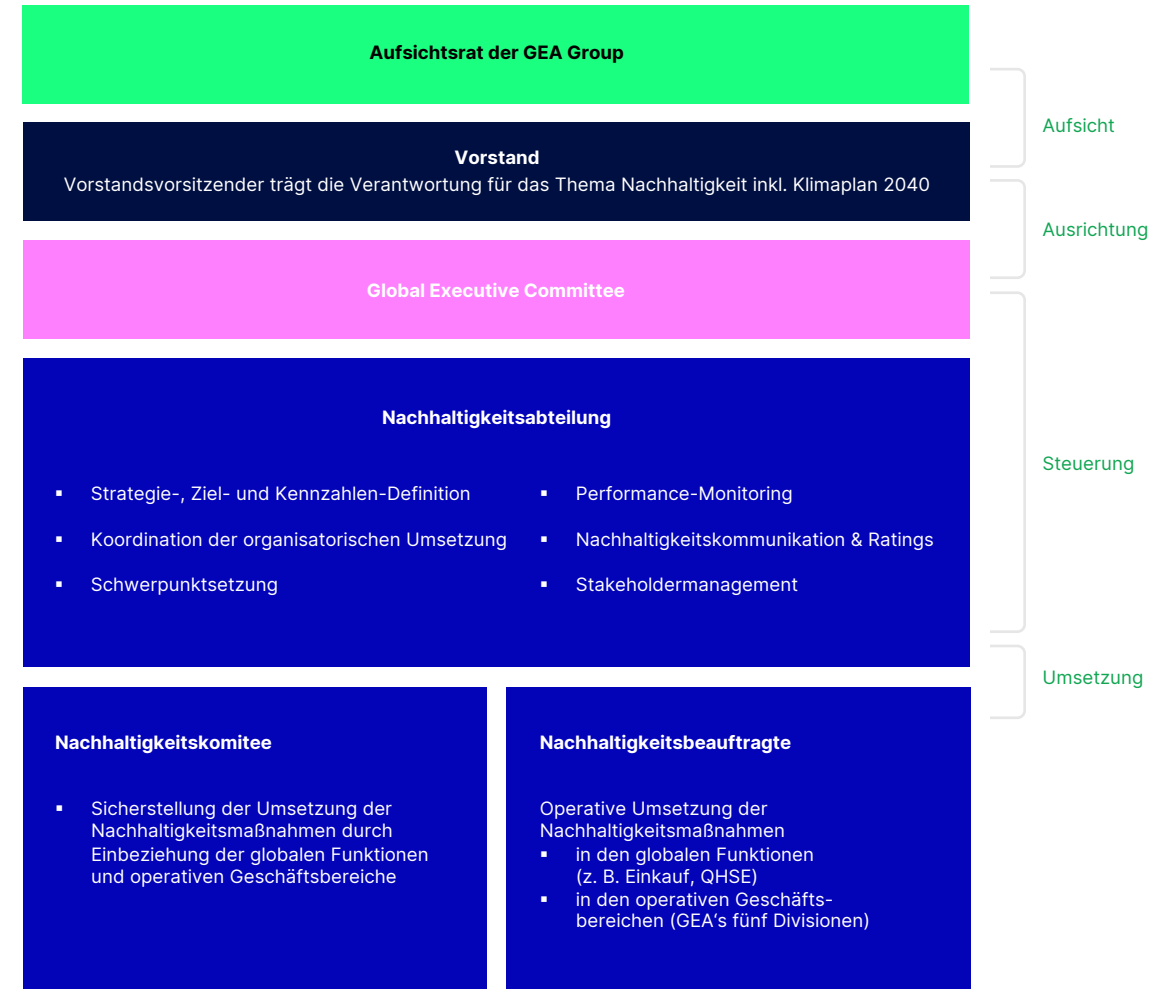 Aufsichtsrat der GEA Group
Aufsicht
Vorstand
Vorstandsvorsitzender trägt die Verantwortung für das Thema Nachhaltigkeit inkl. Klimaplan 2040
Ausrichtung
Global Executive Committee
Nachhaltigkeitsabteilung
▪ Strategie-, Ziel- und Kennzahlen-Definition
▪ Koordination der organisatorischen Umsetzung
▪ Schwerpunktsetzung
▪ Performance-Monitoring
▪ Nachhaltigkeitskommunikation & Ratings
▪ Stakeholdermanagement
Steuerung
Umsetzung
Nachhaltigkeitskomitee
▪ Sicherstellung der Umsetzung der
Nachhaltigkeitsmaßnahmen durch
Einbeziehung der globalen Funktionen
und operativen Geschäftsbereiche
Nachhaltigkeitsbeauftragte
Operative Umsetzung der
Nachhaltigkeitsmaßnahmen
▪ in den globalen Funktionen
(z. B. Einkauf, QHSE)
▪ in den operativen Geschäfts-
bereichen (GEA‘s fünf Divisionen)